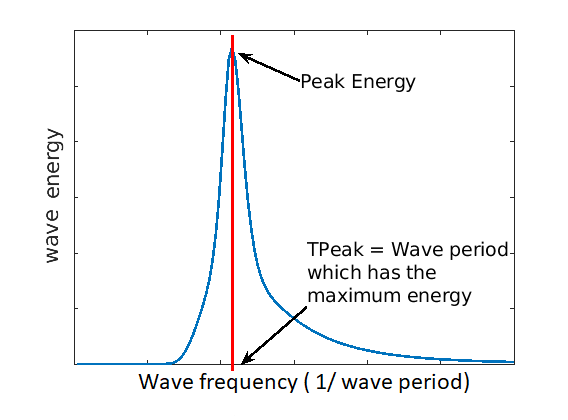 Peak Energy
wave energy
TPeak = Wave period
which has the
maximum energy
Wave frequency ( 1/ wave period)